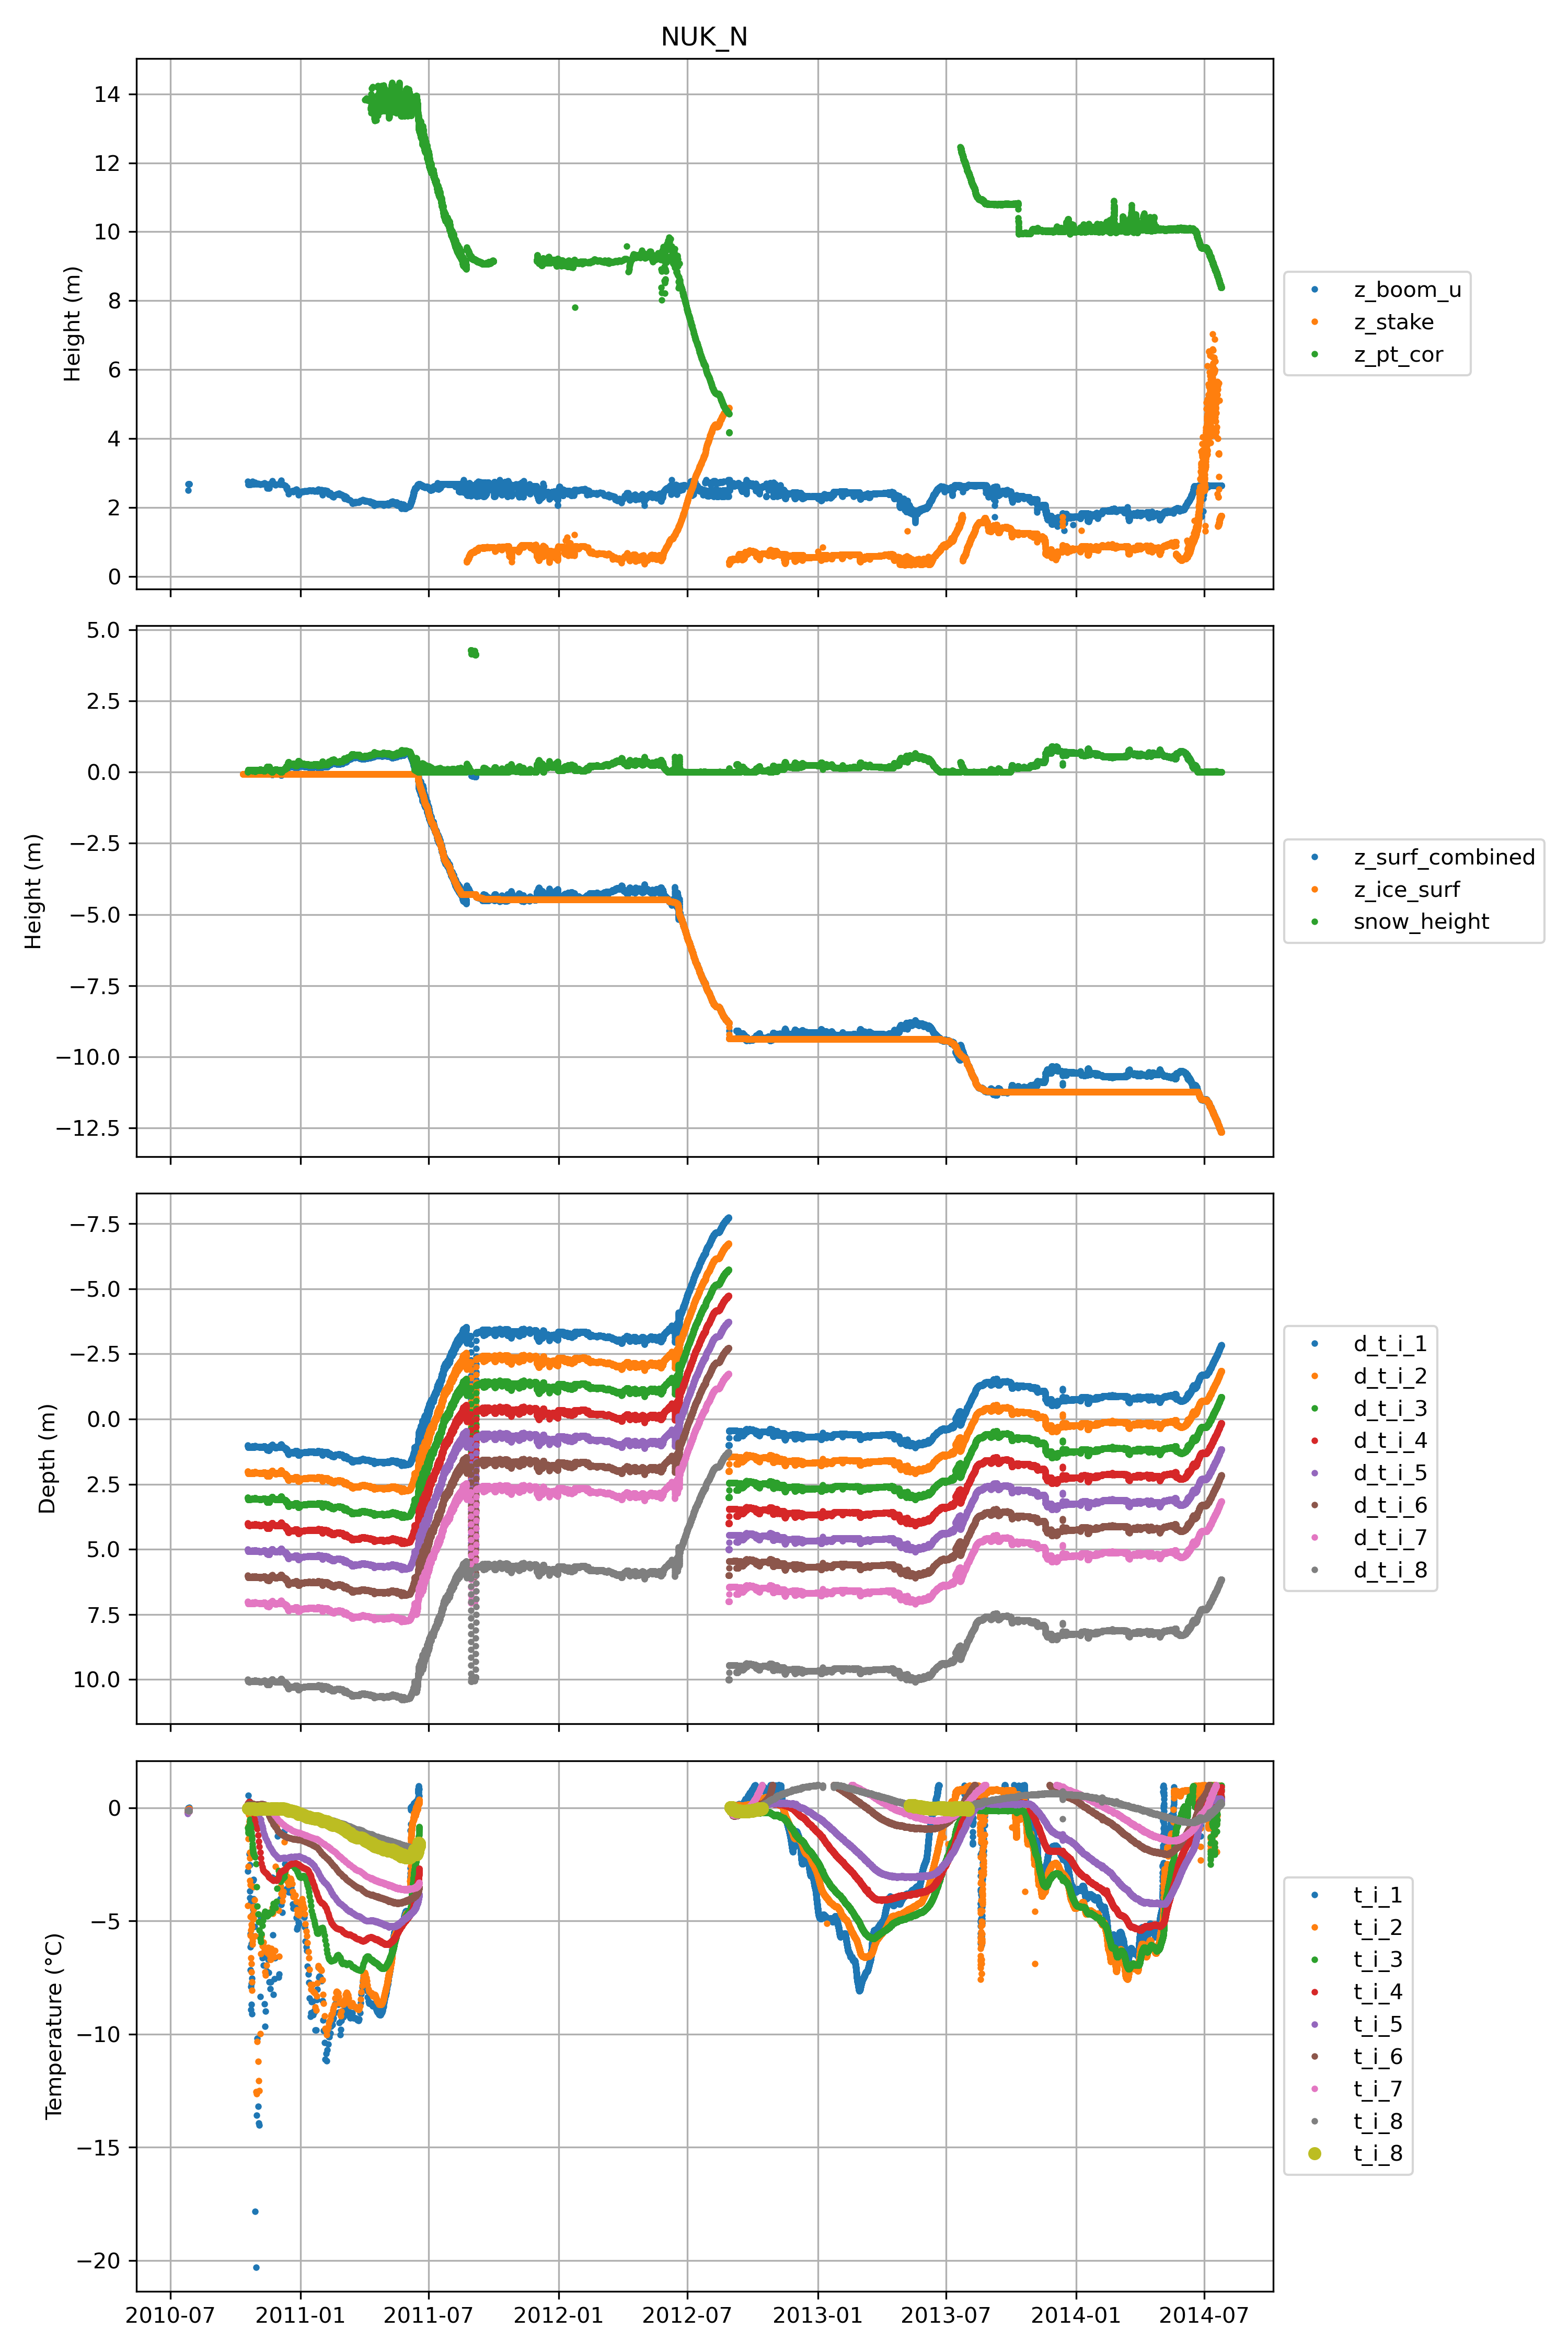 NUK_N
14
12
10
8
6
4
2
0
Height (m)
z_boom_u
z_stake
z_pt_cor
5.0
2.5
0.0
−2.5
−5.0
−7.5
−10.0
−12.5
Height (m)
z_surf_combined
z_ice_surf
snow_height
−7.5
−5.0
−2.5
0.0
2.5
5.0
7.5
10.0
Depth (m)
d_t_i_1
d_t_i_2
d_t_i_3
d_t_i_4
d_t_i_5
d_t_i_6
d_t_i_7
d_t_i_8
0
−5
−10
−15
−20
Temperature (°C)
t_i_1
t_i_2
t_i_3
t_i_4
t_i_5
t_i_6
t_i_7
t_i_8
t_i_8
2010-07 2011-01 2011-07 2012-01 2012-07 2013-01 2013-07 2014-01 2014-07